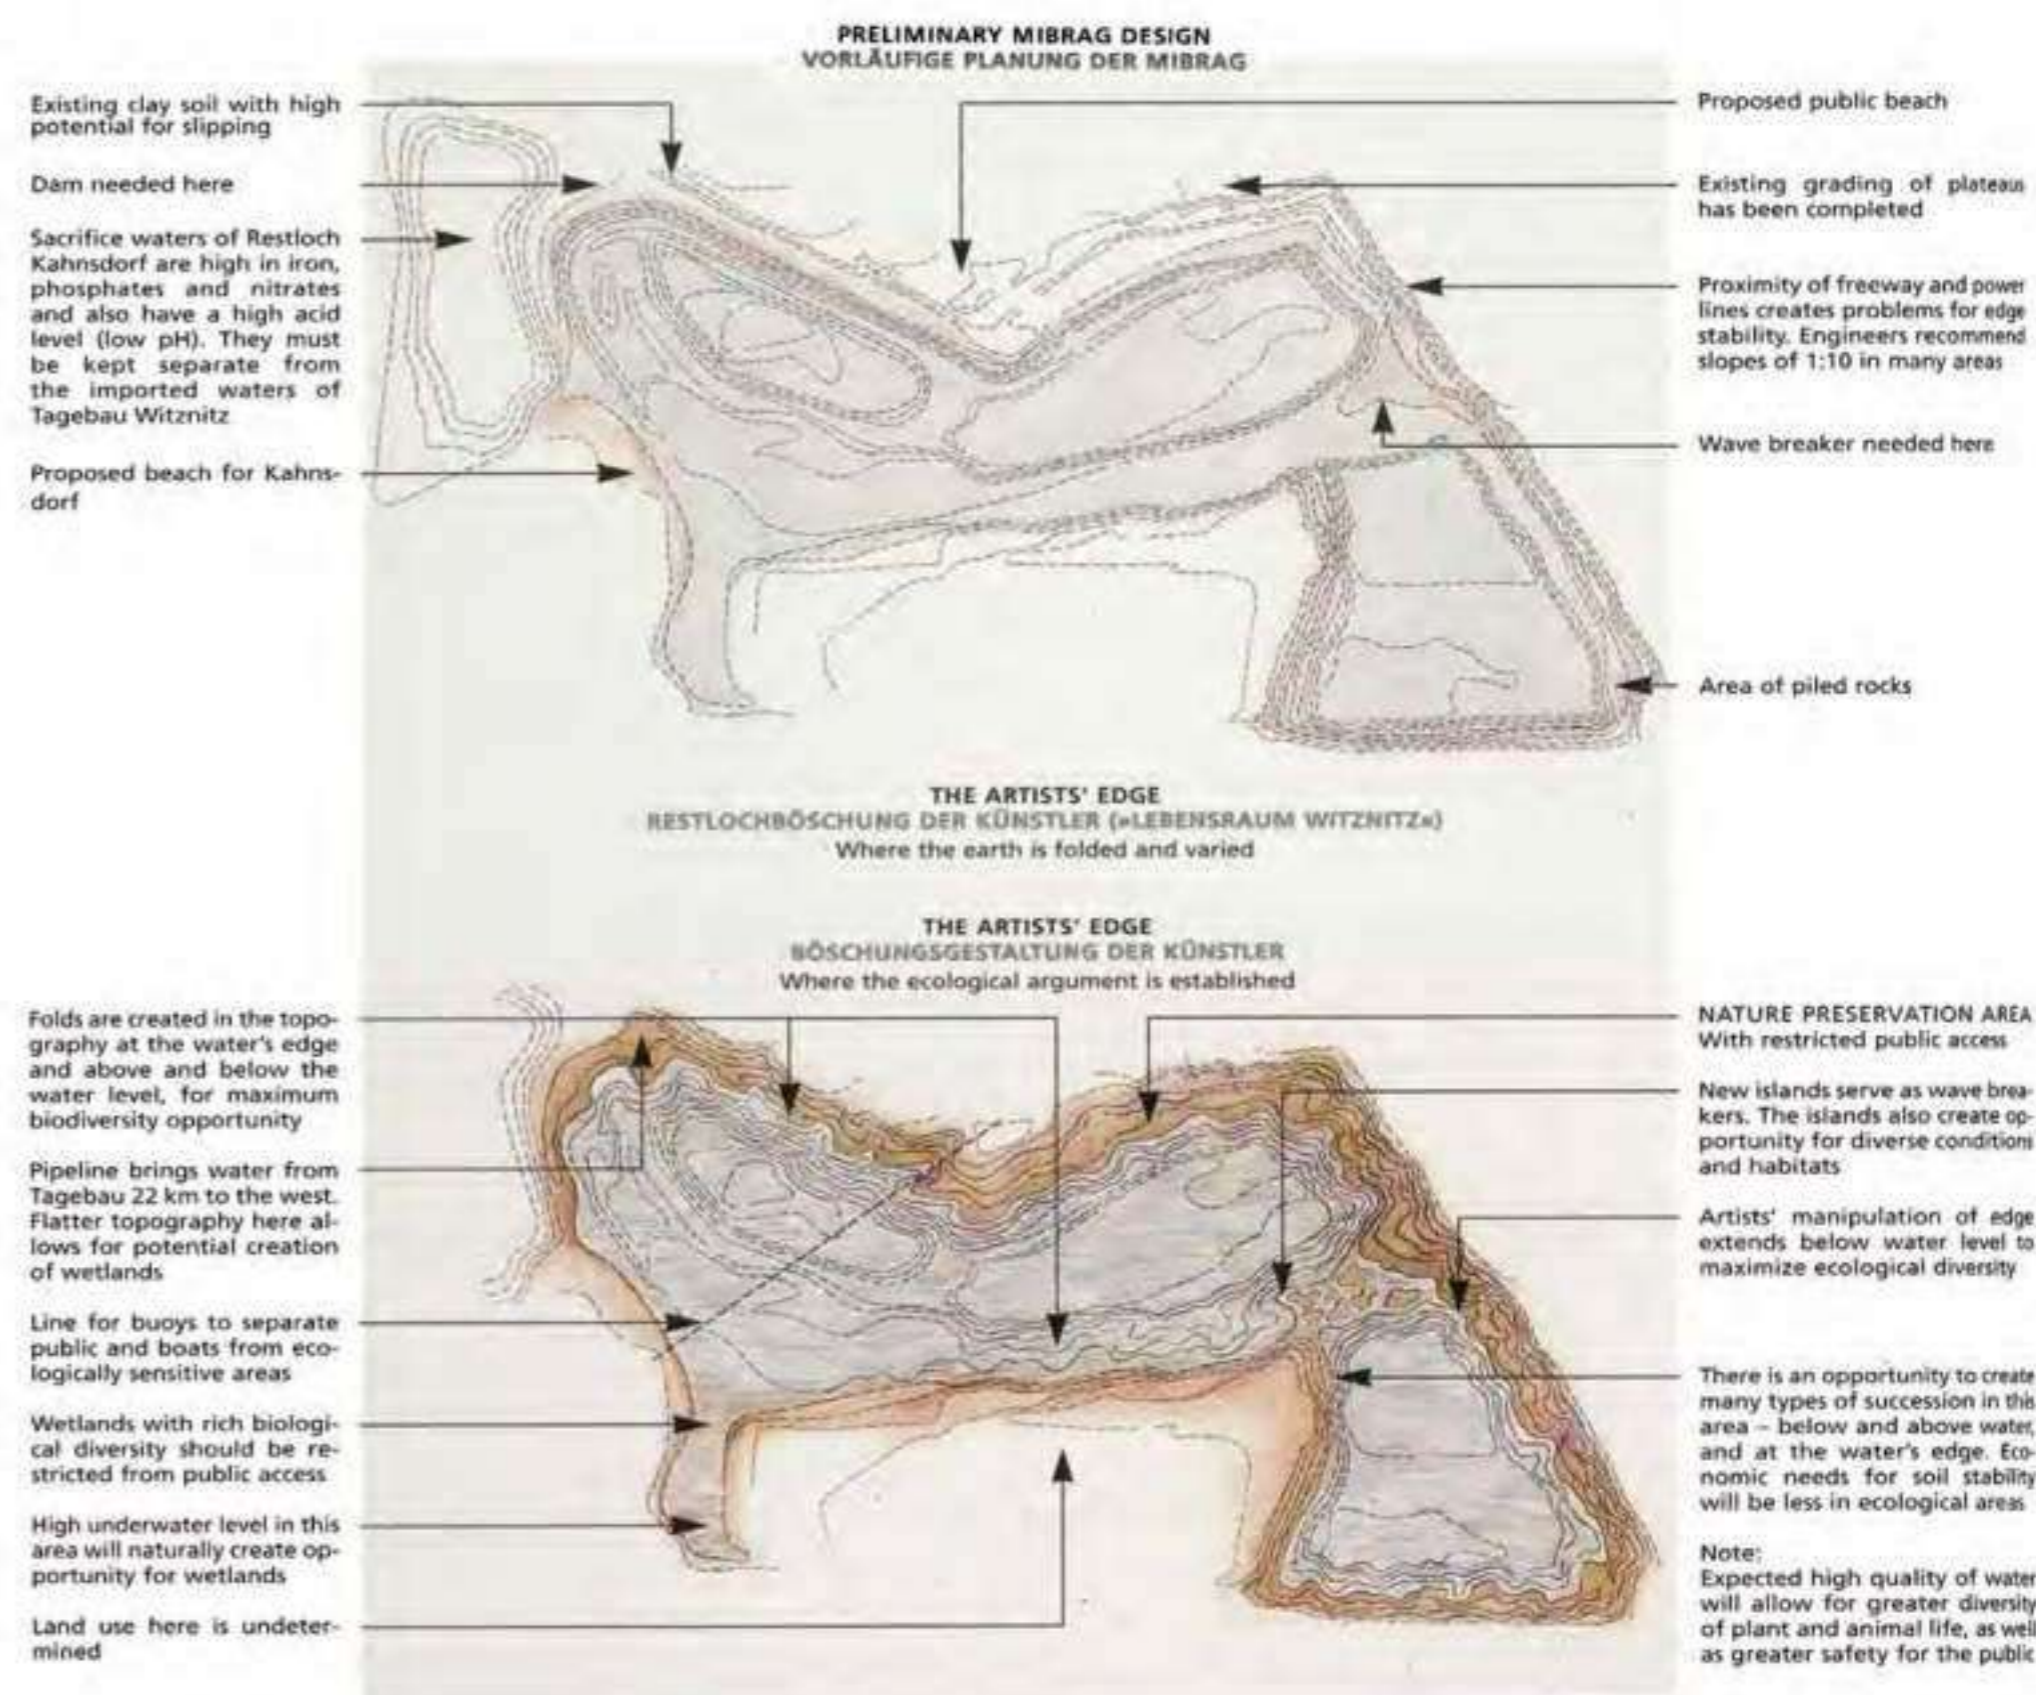 PRELIMINARY MIBRAG DESIGN
VORLÄUFIGE PLANUNG DER MIBRAG
Existing clay soil with high
potential for slipping
Dam needed here
Sacrifice waters of Restloch
Kahnsdorf are high in iron,
phosphates and nitrates
and also have a high acid
level (low pH). They must
be kept separate from
the imported waters of
Tagebau Witznitz
Proposed beach for Kahns-
dorf
Proposed public beach
Existing grading of plateaus
has been completed
Proximity of freeway and power
lines creates problems for edge
stability. Engineers recommend
slopes of 1:10 in many areas
Wave breaker needed here
Area of piled rocks
THE ARTISTS' EDGE
RESTLOCHBÖSCHUNG DER KÜNSTLER (»LEBENSRAUM WITZNITZ«)
Where the earth is folded and varied
THE ARTISTS' EDGE
BÖSCHUNGSGESTALTUNG DER KÜNSTLER
Where the ecological argument is established
Folds are created in the topo-
graphy at the water's edge
and above and below the
water level, for maximum
biodiversity opportunity
Pipeline brings water from
Tagebau 22 km to the west.
Flatter topography here al-
lows for potential creation
of wetlands
Line for buoys to separate
public and boats from eco-
logically sensitive areas
Wetlands with rich biologi-
cal diversity should be re-
stricted from public access
High underwater level in this
area will naturally create op-
portunity for wetlands
Land use here is undeter-
mined
NATURE PRESERVATION AREA
With restricted public access
New islands serve as wave brea-
kers. The islands also create op-
portunity for diverse conditions
and habitats
Artists' manipulation of edge
extends below water level to
maximize ecological diversity
There is an opportunity to create
many types of succession in this
area – below and above water,
and at the water's edge. Eco-
nomic needs for soil stability
will be less in ecological areas
Note:
Expected high quality of water
will allow for greater diversity
of plant and animal life, as well
as greater safety for the public